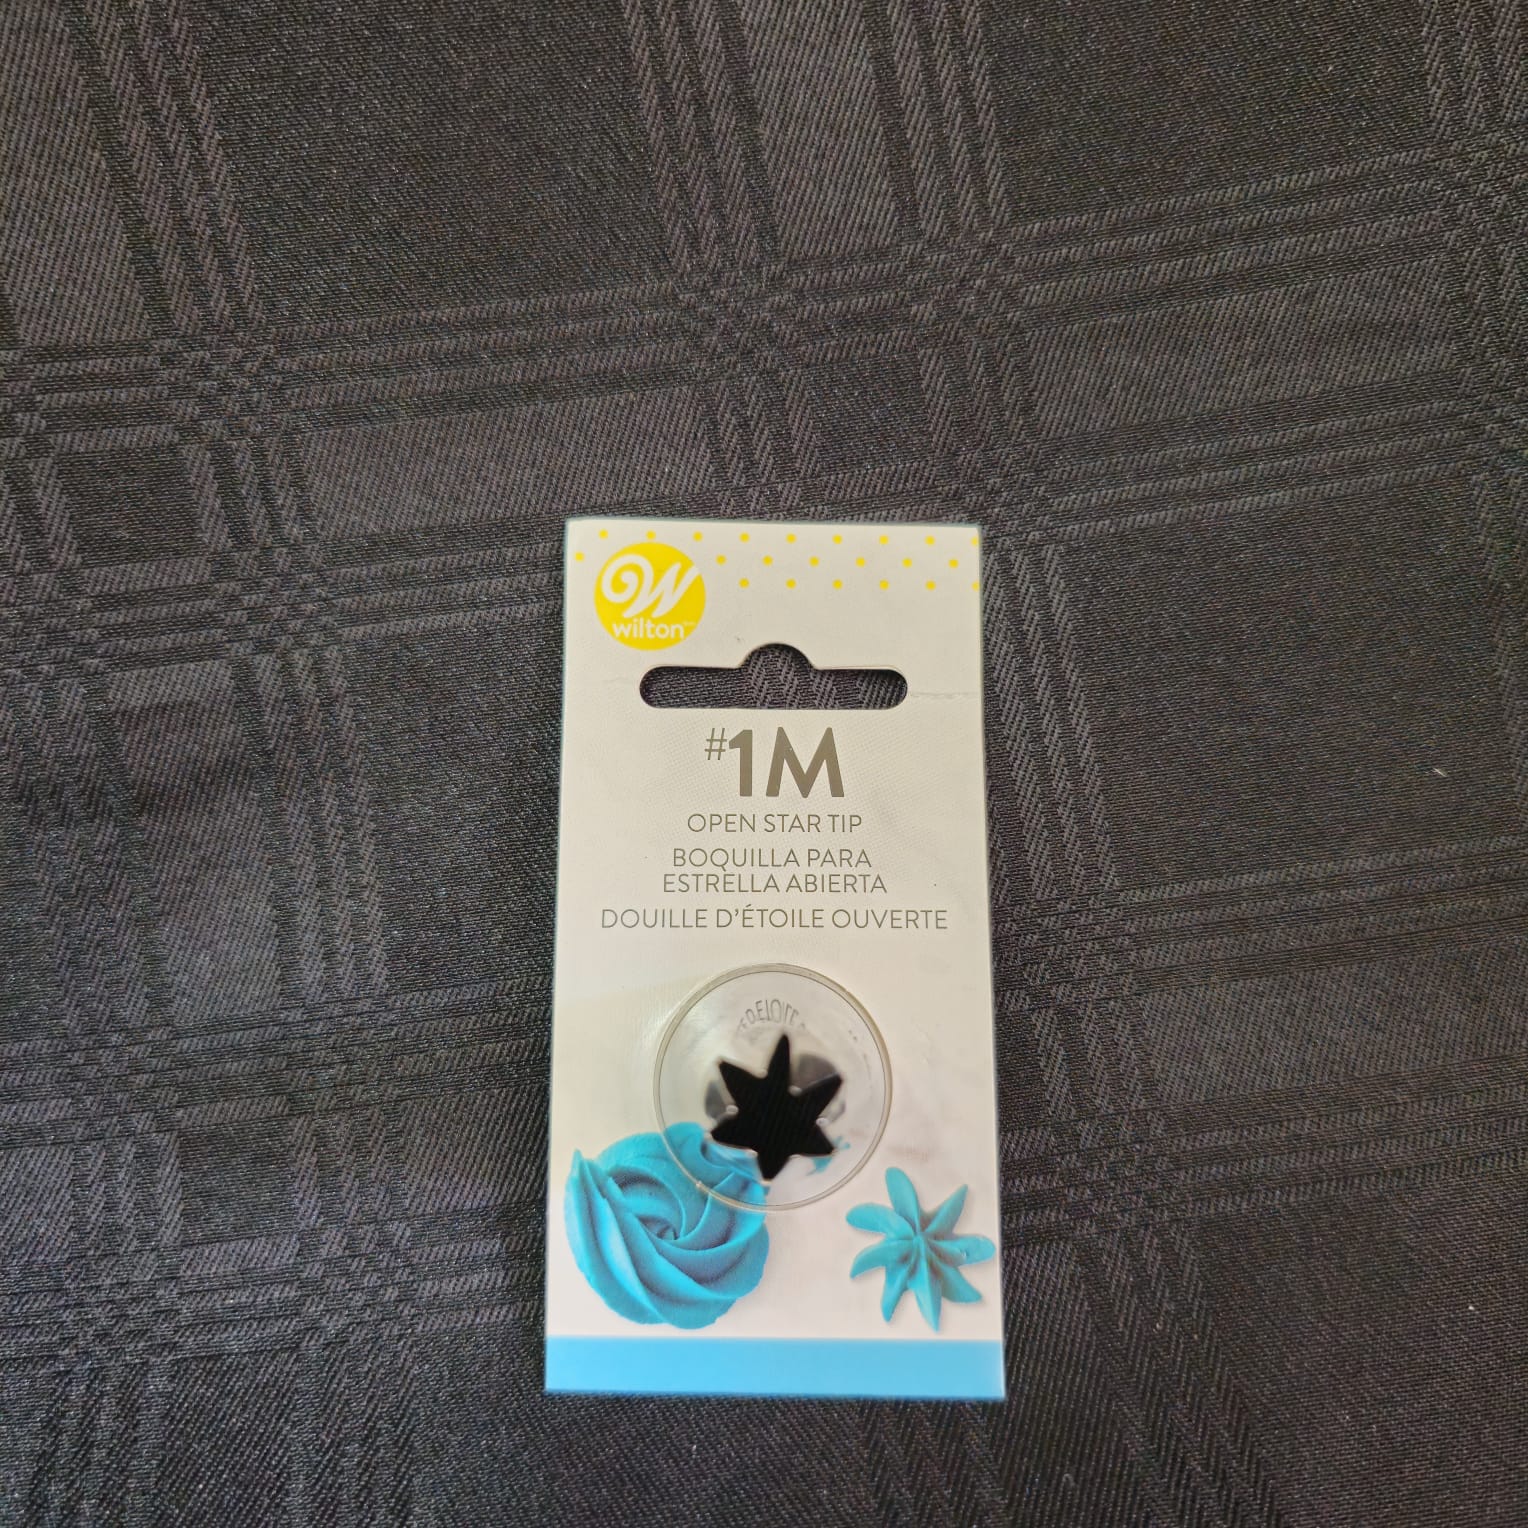 wilton
#1M
OPEN STAR TIP
BOQUILLA PARA
ESTRELLA ABIERTA
DOUILLE D'ÉTOILE OUVERTE